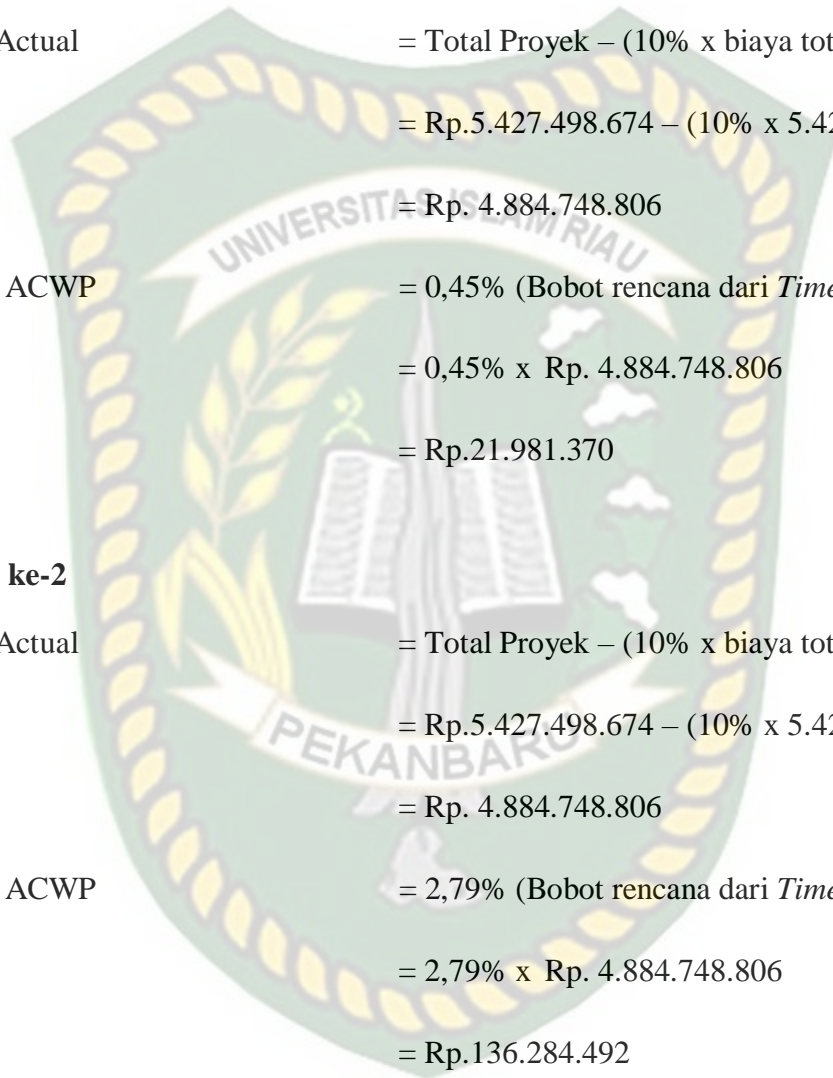 Actual = Total Proyek – (10% x biaya tot
= Rp.5.427.498.674 – (10% x 5.42
= Rp. 4.884.748.806
UNIVERSITAS ISLAM RIAU
ACWP = 0,45% (Bobot rencana dari Time
= 0,45% x Rp. 4.884.748.806
= Rp.21.981.370
ke-2
Actual = Total Proyek – (10% x biaya tot
= Rp.5.427.498.674 – (10% x 5.42
PEKANBARU
= Rp. 4.884.748.806
ACWP = 2,79% (Bobot rencana dari Time
= 2,79% x Rp. 4.884.748.806
= Rp.136.284.492